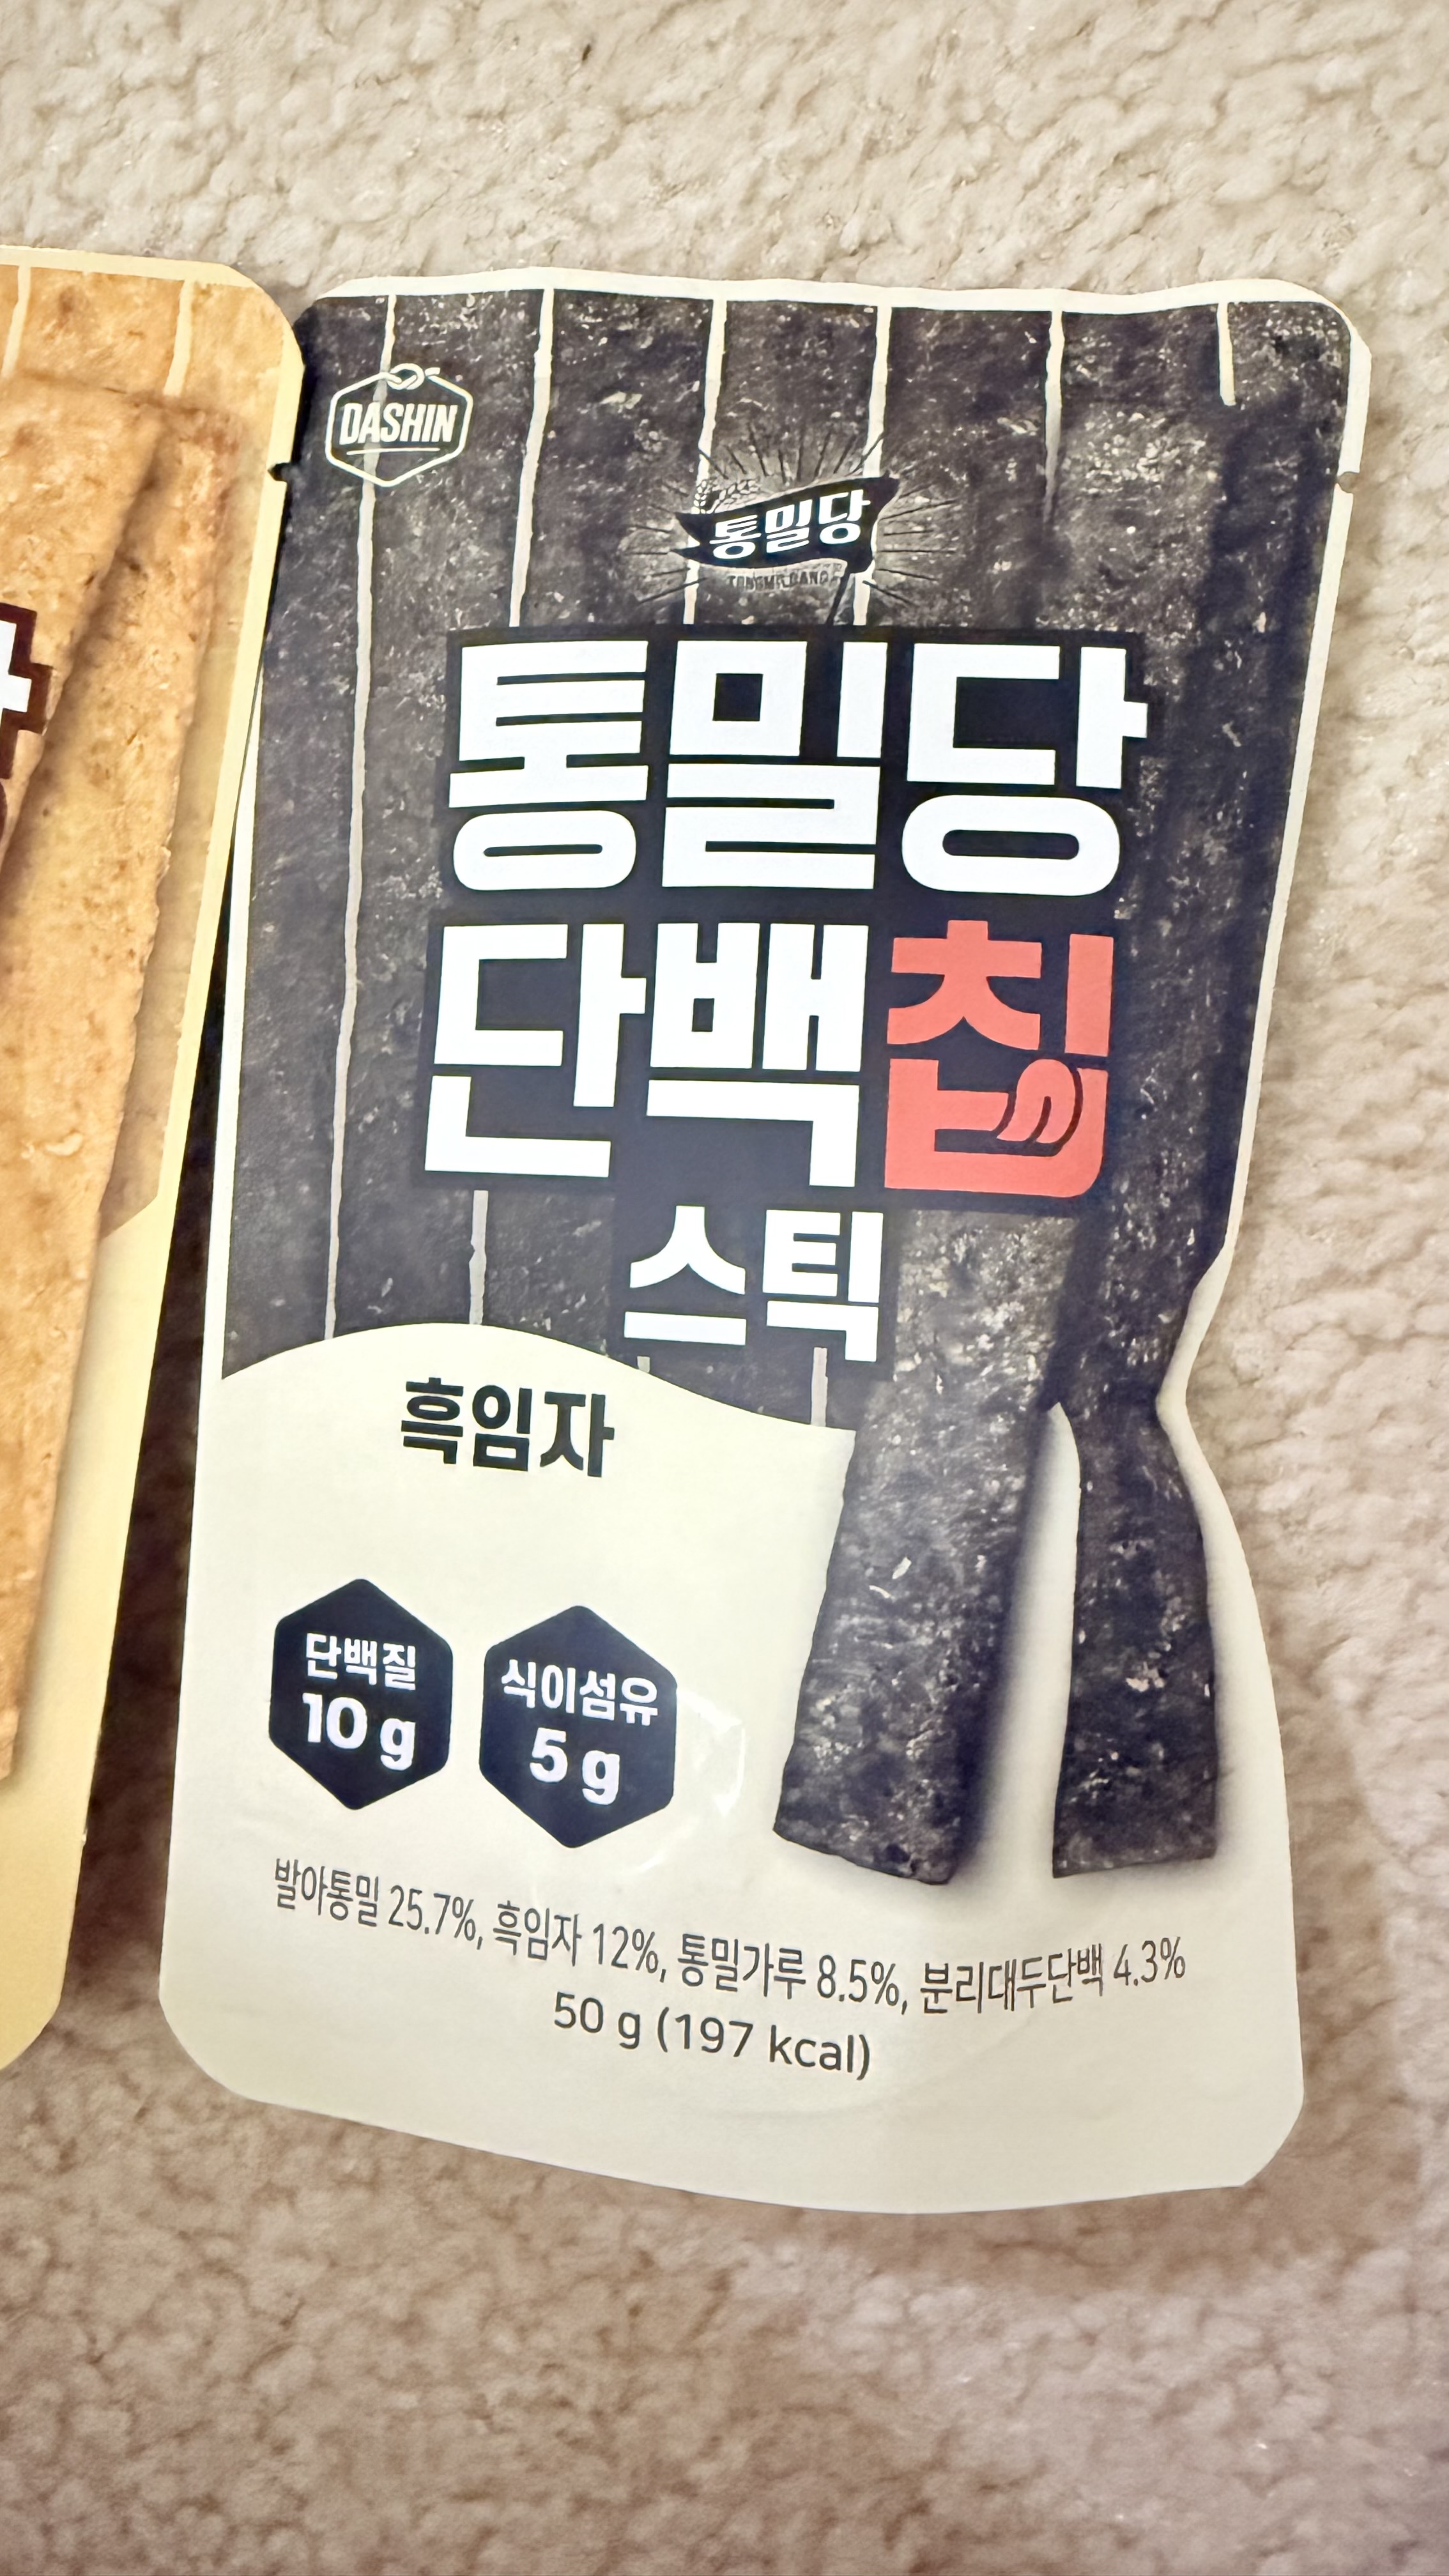 DASHIN
통밀당
TONGMILDANG
통밀당
단백칩
스틱
흑임자
단백질
10 g
식이섬유
5 g
발아통밀 25.7%, 흑임자 12%, 통밀가루 8.5%, 분리대두단백 4.3%
50 g (197 kcal)